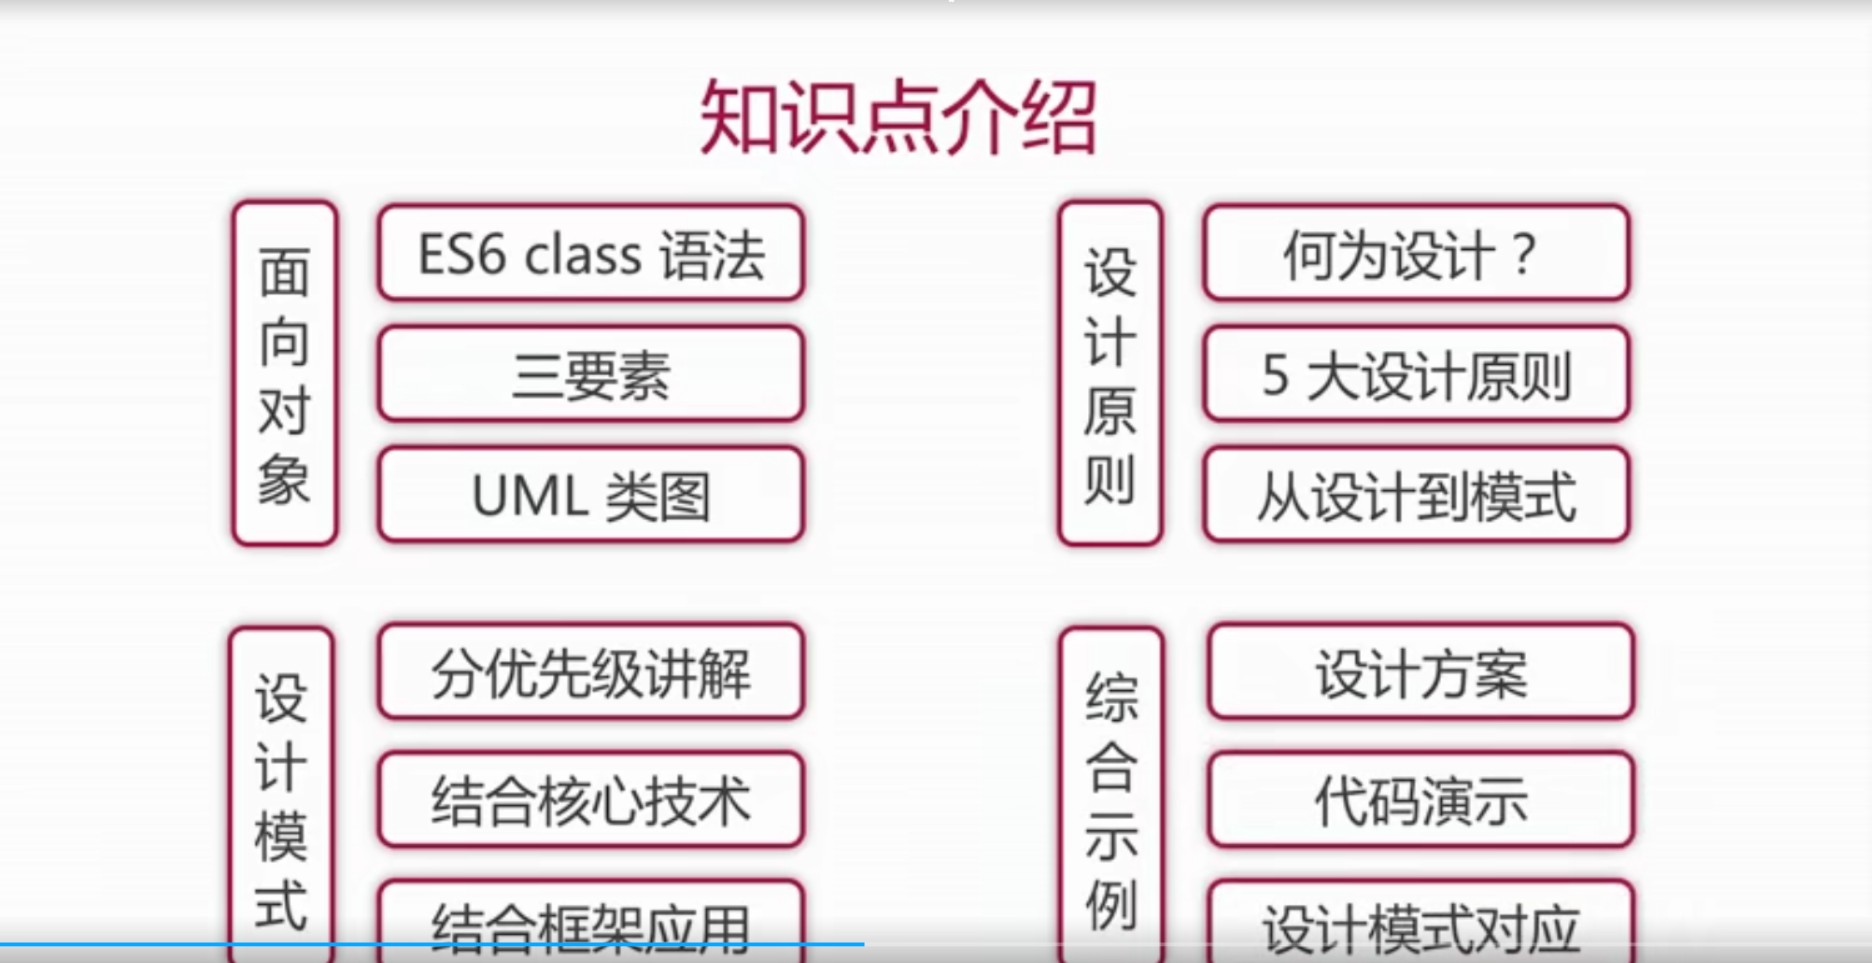 知识点介绍
面向对象
ES6 class 语法
三要素
UML 类图
设计原则
何为设计？
5 大设计原则
从设计到模式
设计模式
分优先级讲解
结合核心技术
结合框架应用
综合示例
设计方案
代码演示
设计模式对应